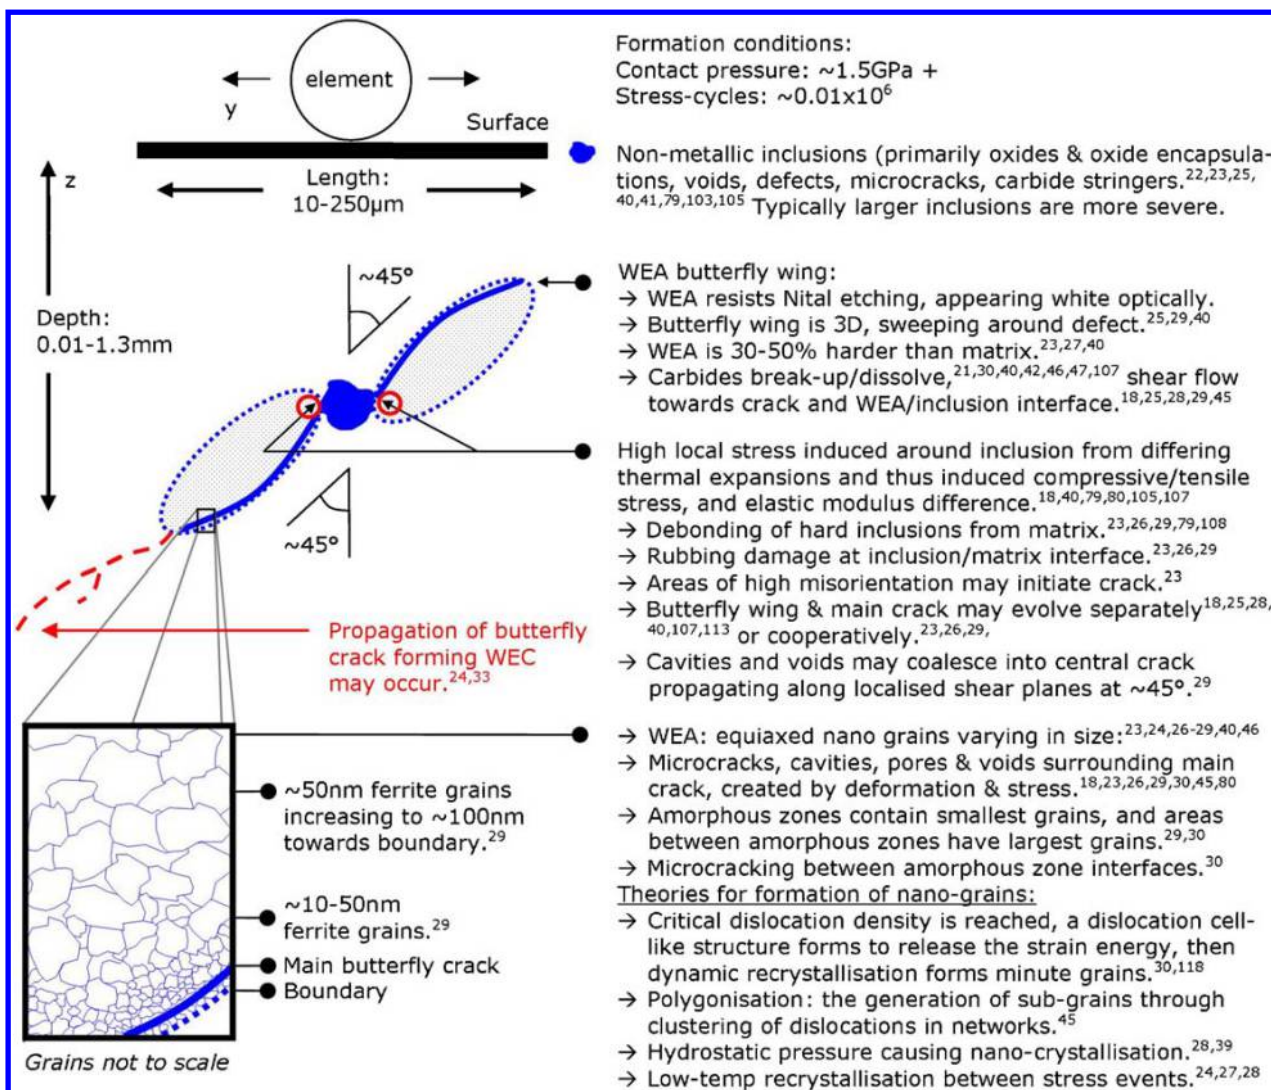 element
y
Surface
z
Length:
10-250µm
Depth:
0.01-1.3mm
~45°
~45°
Propagation of butterfly
crack forming WEC
may occur.24,33
~50nm ferrite grains
increasing to ~100nm
towards boundary.29
~10-50nm
ferrite grains.29
Main butterfly crack
Boundary
Grains not to scale
Formation conditions:
Contact pressure: ~1.5GPa +
Stress-cycles: ~0.01x10⁶
Non-metallic inclusions (primarily oxides & oxide encapsula-
tions, voids, defects, microcracks, carbide stringers.22,23,25,
40,41,79,103,105 Typically larger inclusions are more severe.
WEA butterfly wing:
→ WEA resists Nital etching, appearing white optically.
→ Butterfly wing is 3D, sweeping around defect.25,29,40
→ WEA is 30-50% harder than matrix.23,27,40
→ Carbides break-up/dissolve,21,30,40,42,46,47,107 shear flow
towards crack and WEA/inclusion interface.18,25,28,29,45
High local stress induced around inclusion from differing
thermal expansions and thus induced compressive/tensile
stress, and elastic modulus difference.18,40,79,80,105,107
→ Debonding of hard inclusions from matrix.23,26,29,79,108
→ Rubbing damage at inclusion/matrix interface.23,26,29
→ Areas of high misorientation may initiate crack.23
→ Butterfly wing & main crack may evolve separately18,25,28,
40,107,113 or cooperatively.23,26,29,
→ Cavities and voids may coalesce into central crack
propagating along localised shear planes at ~45°.29
→ WEA: equiaxed nano grains varying in size:23,24,26-29,40,46
→ Microcracks, cavities, pores & voids surrounding main
crack, created by deformation & stress.18,23,26,29,30,45,80
→ Amorphous zones contain smallest grains, and areas
between amorphous zones have largest grains.29,30
→ Microcracking between amorphous zone interfaces.30
Theories for formation of nano-grains:
→ Critical dislocation density is reached, a dislocation cell-
like structure forms to release the strain energy, then
dynamic recrystallisation forms minute grains.30,118
→ Polygonisation: the generation of sub-grains through
clustering of dislocations in networks.45
→ Hydrostatic pressure causing nano-crystallisation.28,39
→ Low-temp recrystallisation between stress events.24,27,28